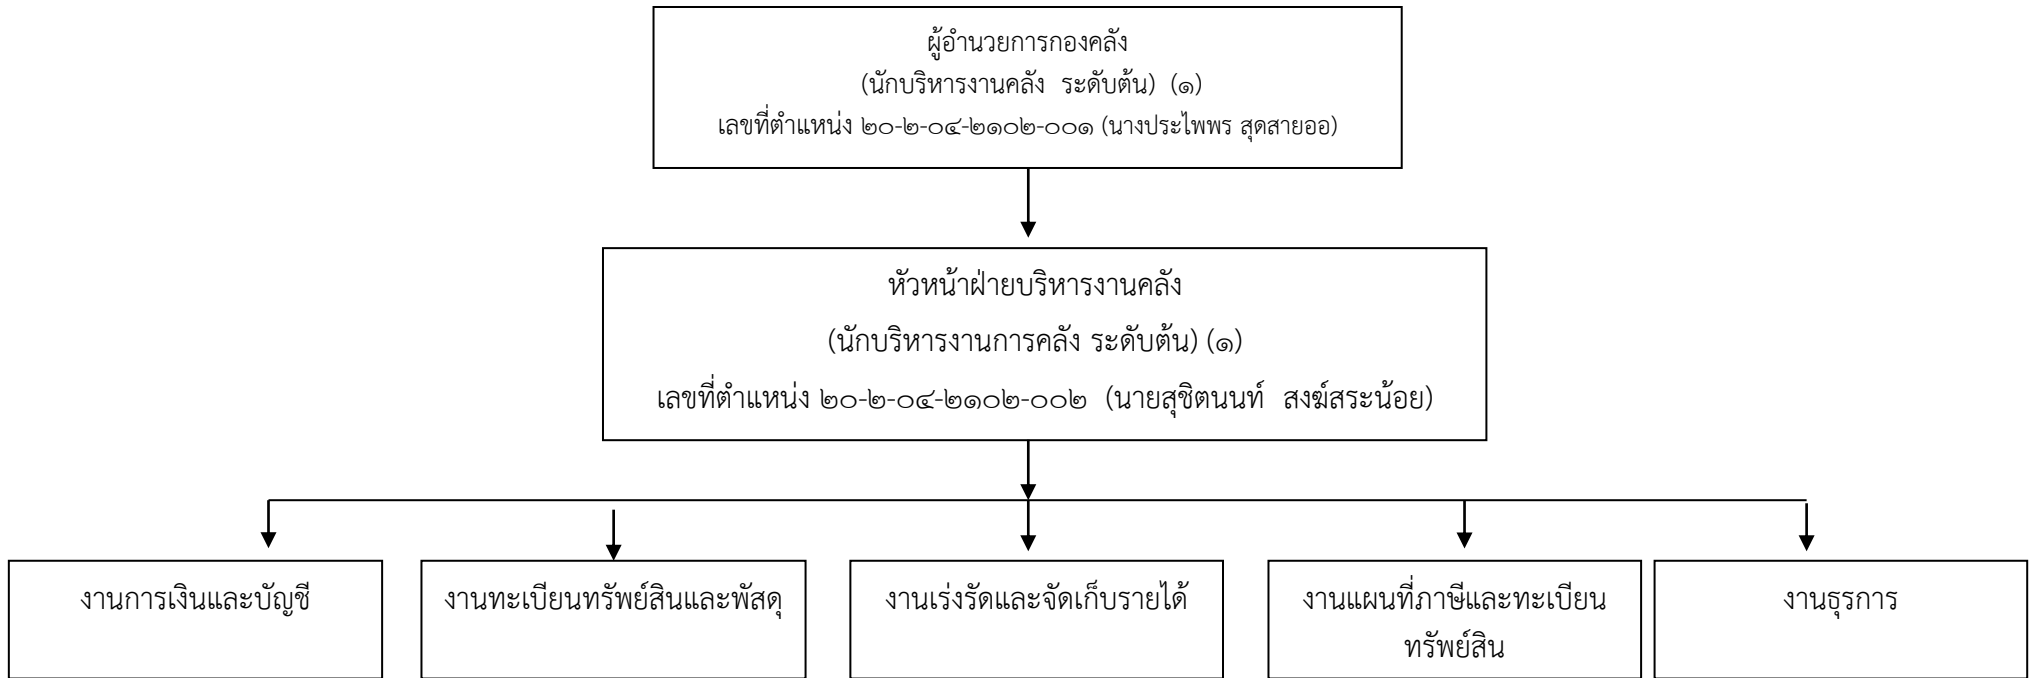 ผู้อำนวยการกองคลัง
(นักบริหารงานคลัง ระดับต้น) (๑)
เลขที่ตำแหน่ง ๒๐-๒-๐๔-๒๑๐๒-๐๐๑ (นางประไพพร สุดสายออ)
หัวหน้าฝ่ายบริหารงานคลัง
(นักบริหารงานการคลัง ระดับต้น) (๑)
เลขที่ตำแหน่ง ๒๐-๒-๐๔-๒๑๐๒-๐๐๒ (นายสุชิตนนท์ สงฆ์สระน้อย)
งานการเงินและบัญชี
งานทะเบียนทรัพย์สินและพัสดุ
งานเร่งรัดและจัดเก็บรายได้
งานแผนที่ภาษีและทะเบียน
ทรัพย์สิน
งานธุรการ